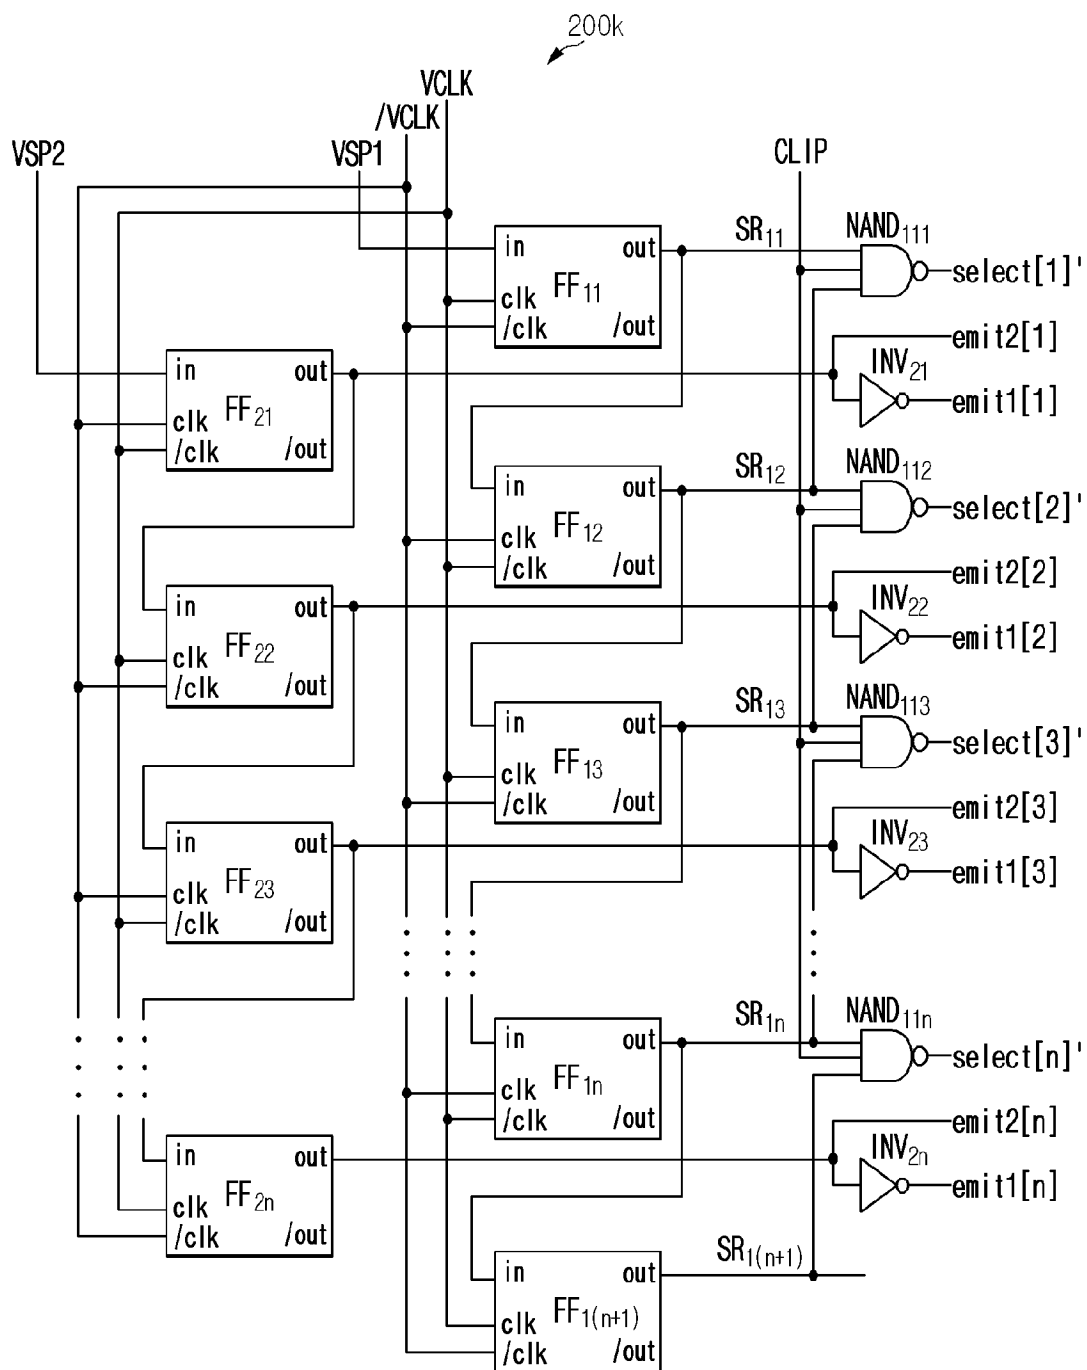 200k
VCLK
/VCLK
VSP2
VSP1
CLIP
in out
FF11
clk
/clk /out
SR11
NAND111
select[1]'
emit2[1]
INV21
emit1[1]
in out
FF21
clk
/clk /out
in out
FF12
clk
/clk /out
SR12
NAND112
select[2]'
emit2[2]
INV22
emit1[2]
in out
FF22
clk
/clk /out
in out
FF13
clk
/clk /out
SR13
NAND113
select[3]'
emit2[3]
INV23
emit1[3]
in out
FF23
clk
/clk /out
in out
FF1n
clk
/clk /out
SR1n
NAND11n
select[n]'
emit2[n]
INV2n
emit1[n]
in out
FF2n
clk
/clk /out
in out
FF1(n+1)
clk
/clk /out
SR1(n+1)